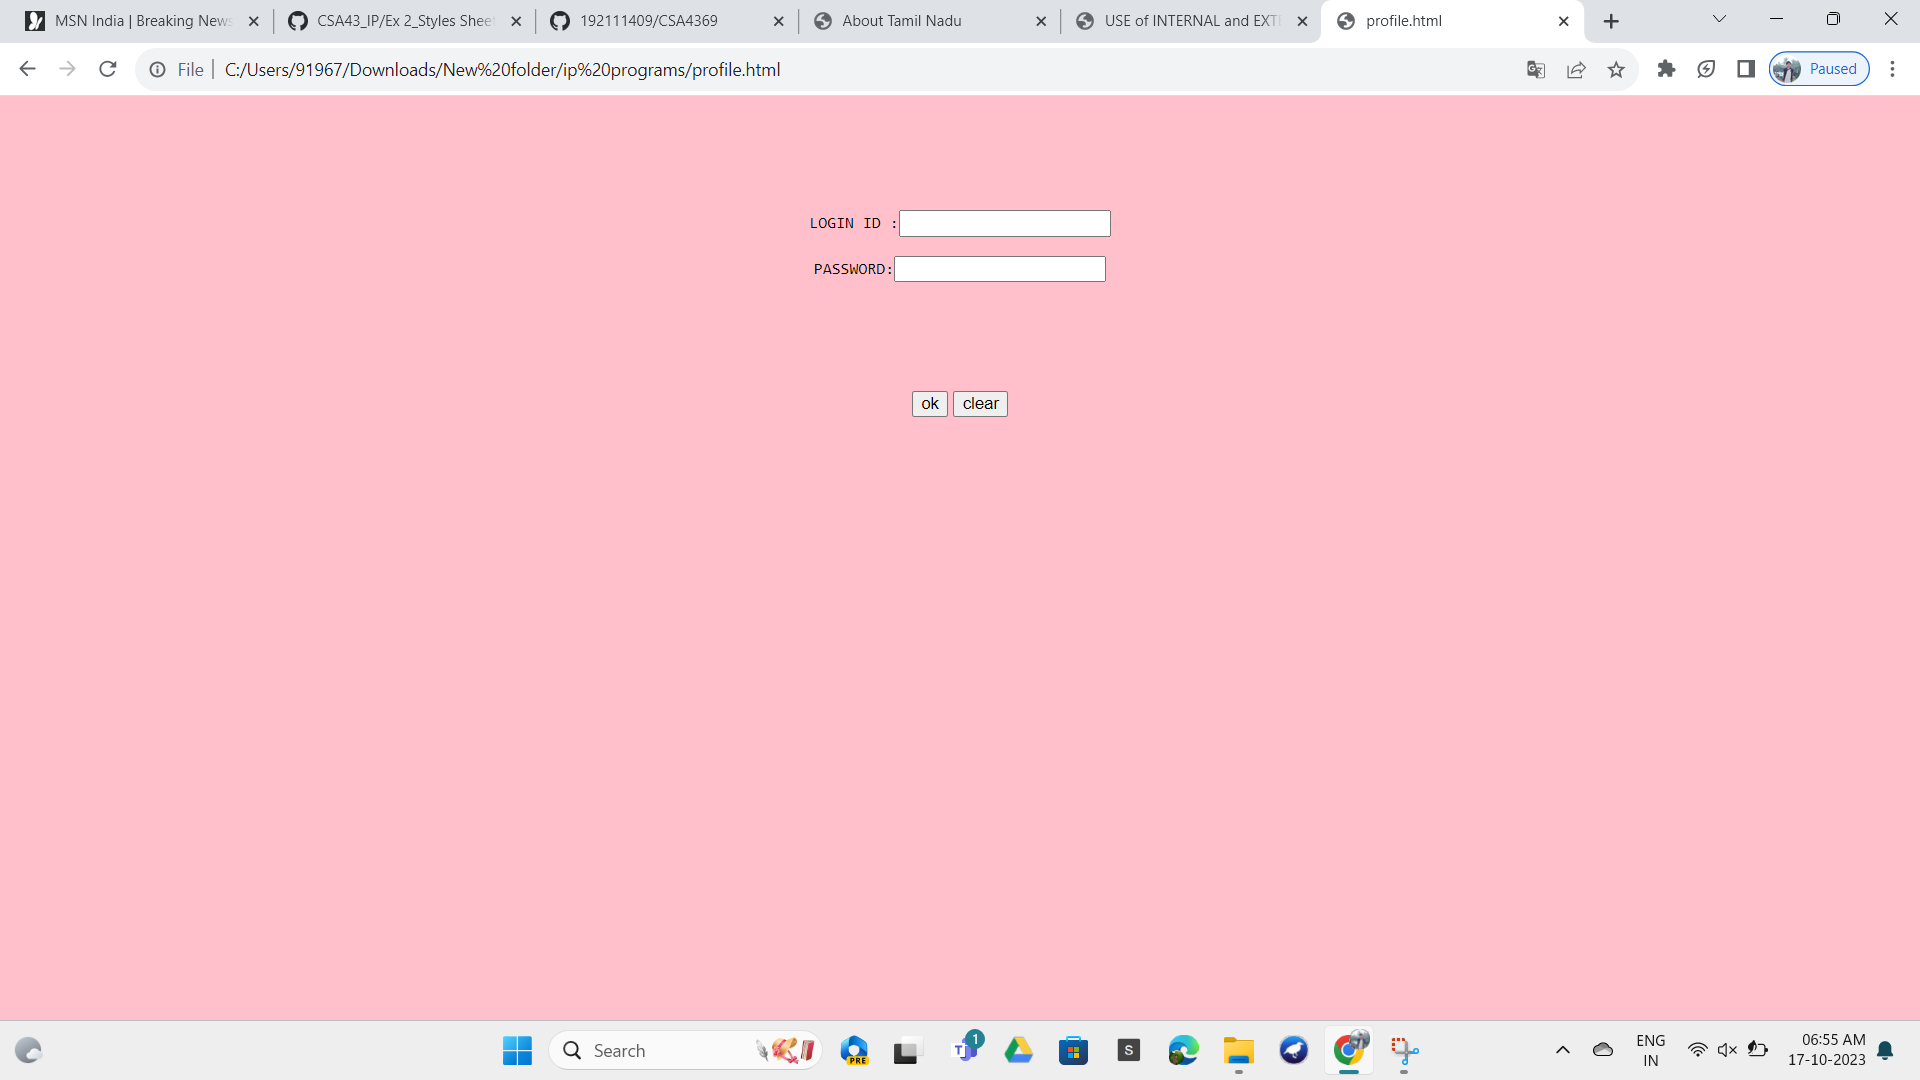 MSN India | Breaking News
CSA43_IP/Ex 2_Styles Sheet
192111409/CSA4369
About Tamil Nadu
USE of INTERNAL and EXTE
profile.html
File | C:/Users/91967/Downloads/New%20folder/ip%20programs/profile.html
Paused
LOGIN ID :
PASSWORD:
ok clear
Search
PRE
1
T
S
ENG
IN
06:55 AM
17-10-2023